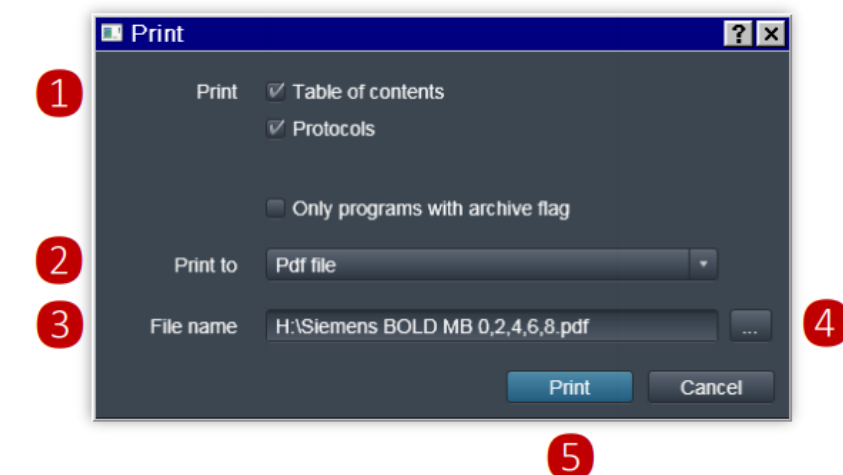 Print
? X
1 Print Table of contents
Protocols
Only programs with archive flag
2 Print to Pdf file
3 File name H:\Siemens BOLD MB 0,2,4,6,8.pdf ... 4
Print Cancel
5